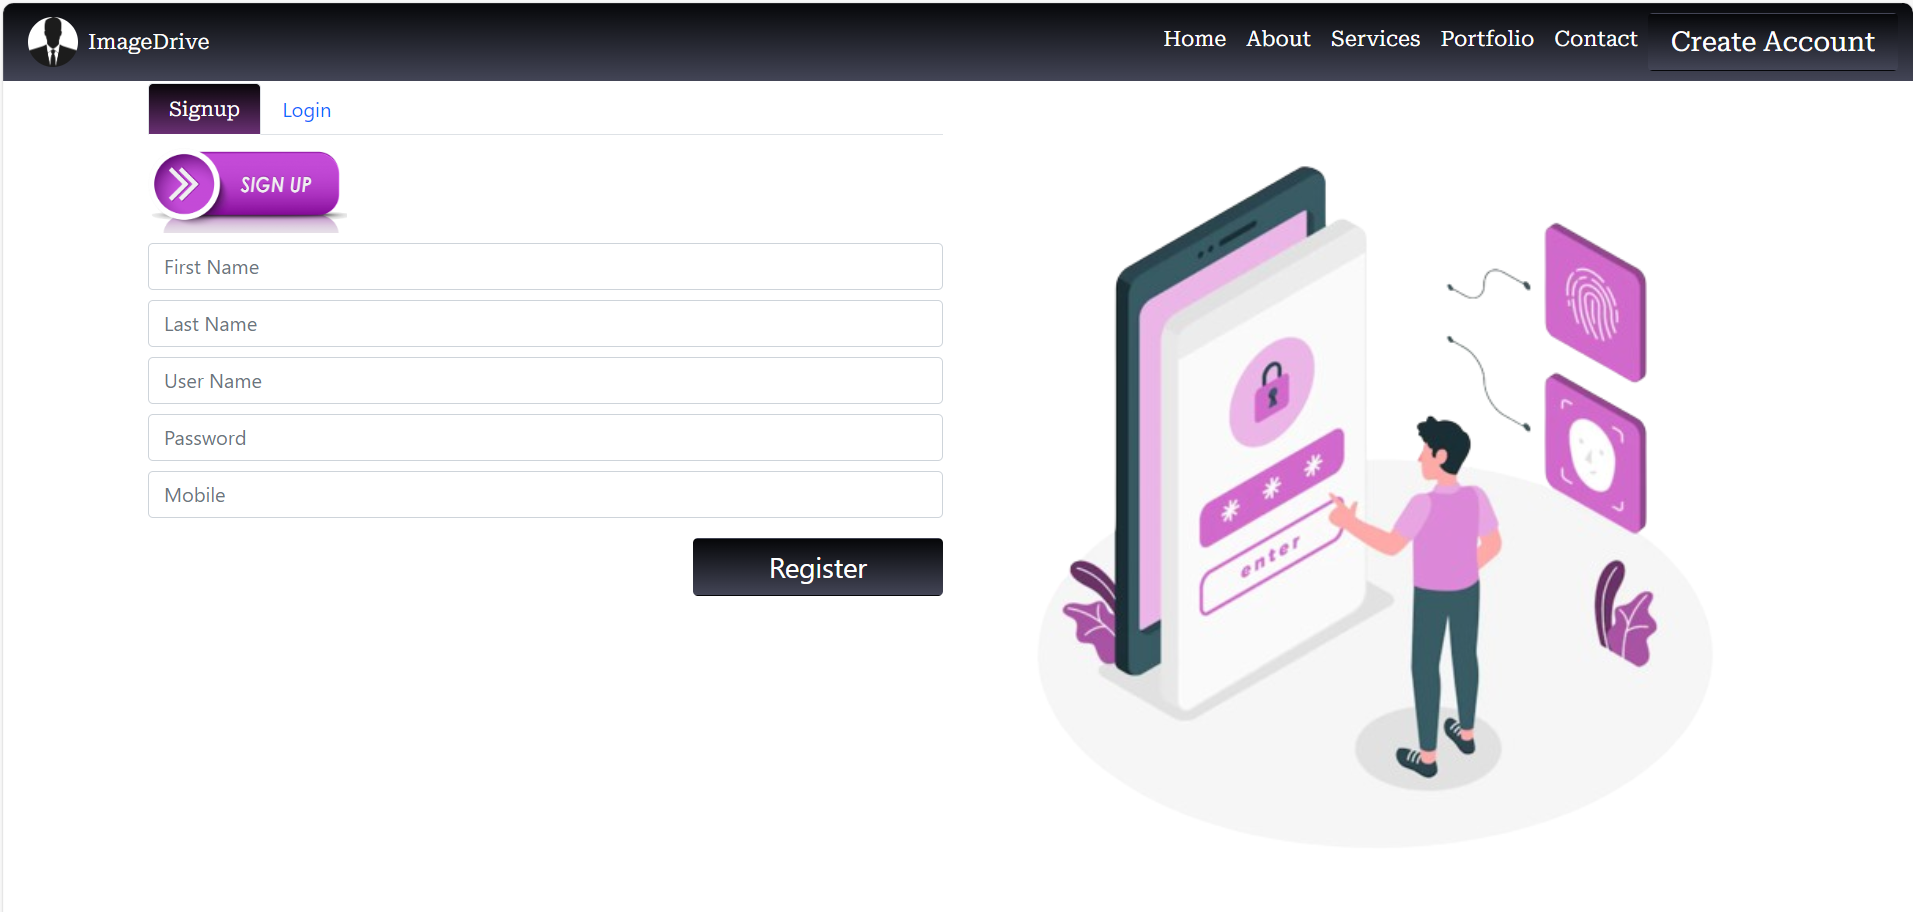 ImageDrive
Home About Services Portfolio Contact Create Account
Signup Login
SIGN UP
First Name
Last Name
User Name
Password
Mobile
Register
* * *
enter